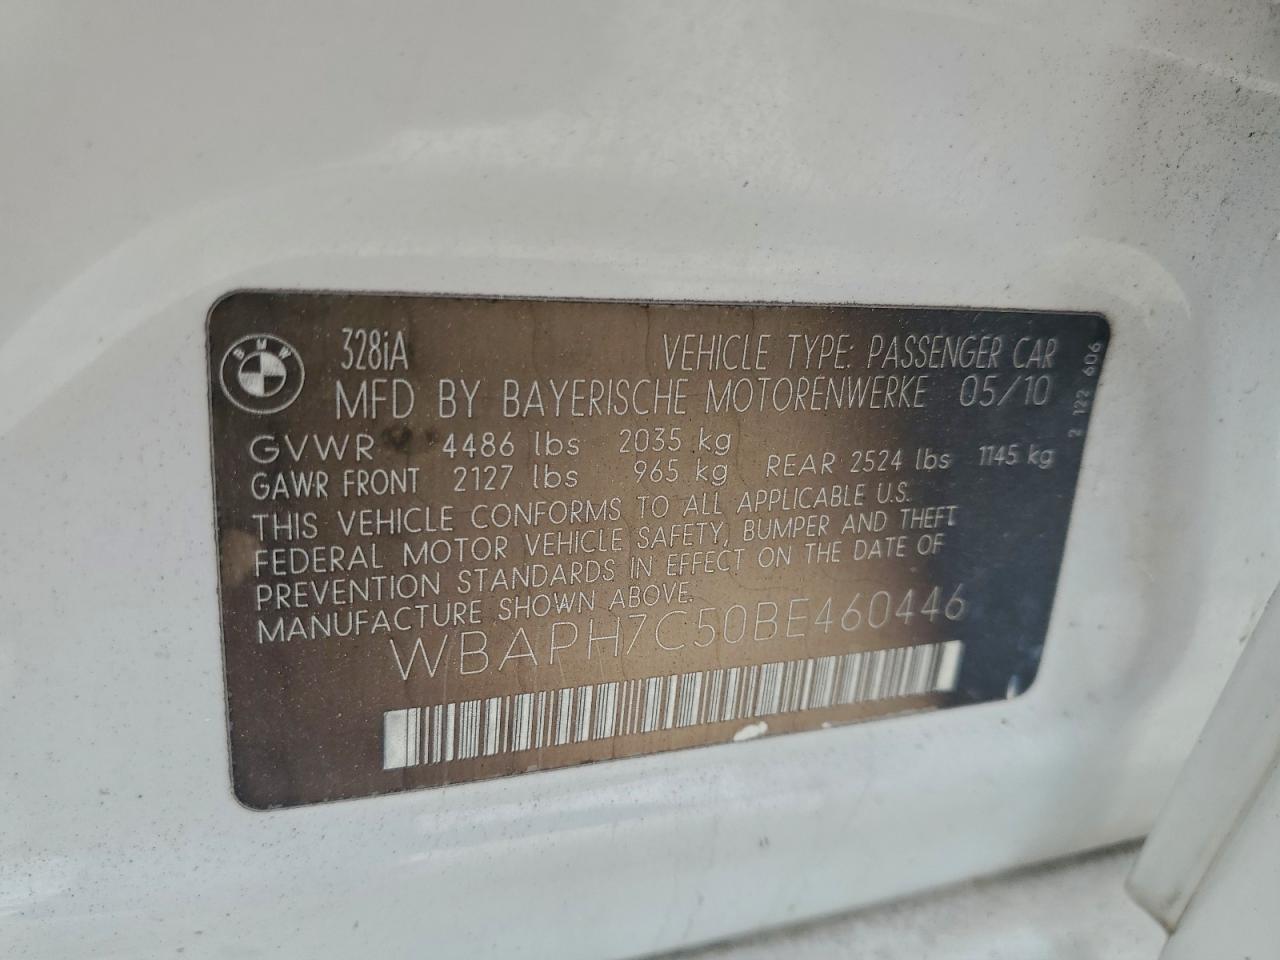 BMW
328iA VEHICLE TYPE: PASSENGER CAR
MFD BY BAYERISCHE MOTORENWERKE 05/10
GVWR 4486 lbs 2035 kg
GAWR FRONT 2127 lbs 965 kg REAR 2524 lbs 1145 kg
THIS VEHICLE CONFORMS TO ALL APPLICABLE U.S.
FEDERAL MOTOR VEHICLE SAFETY, BUMPER AND THEFT
PREVENTION STANDARDS IN EFFECT ON THE DATE OF
MANUFACTURE SHOWN ABOVE.
WBAPH7C50BE460446
2 122 606